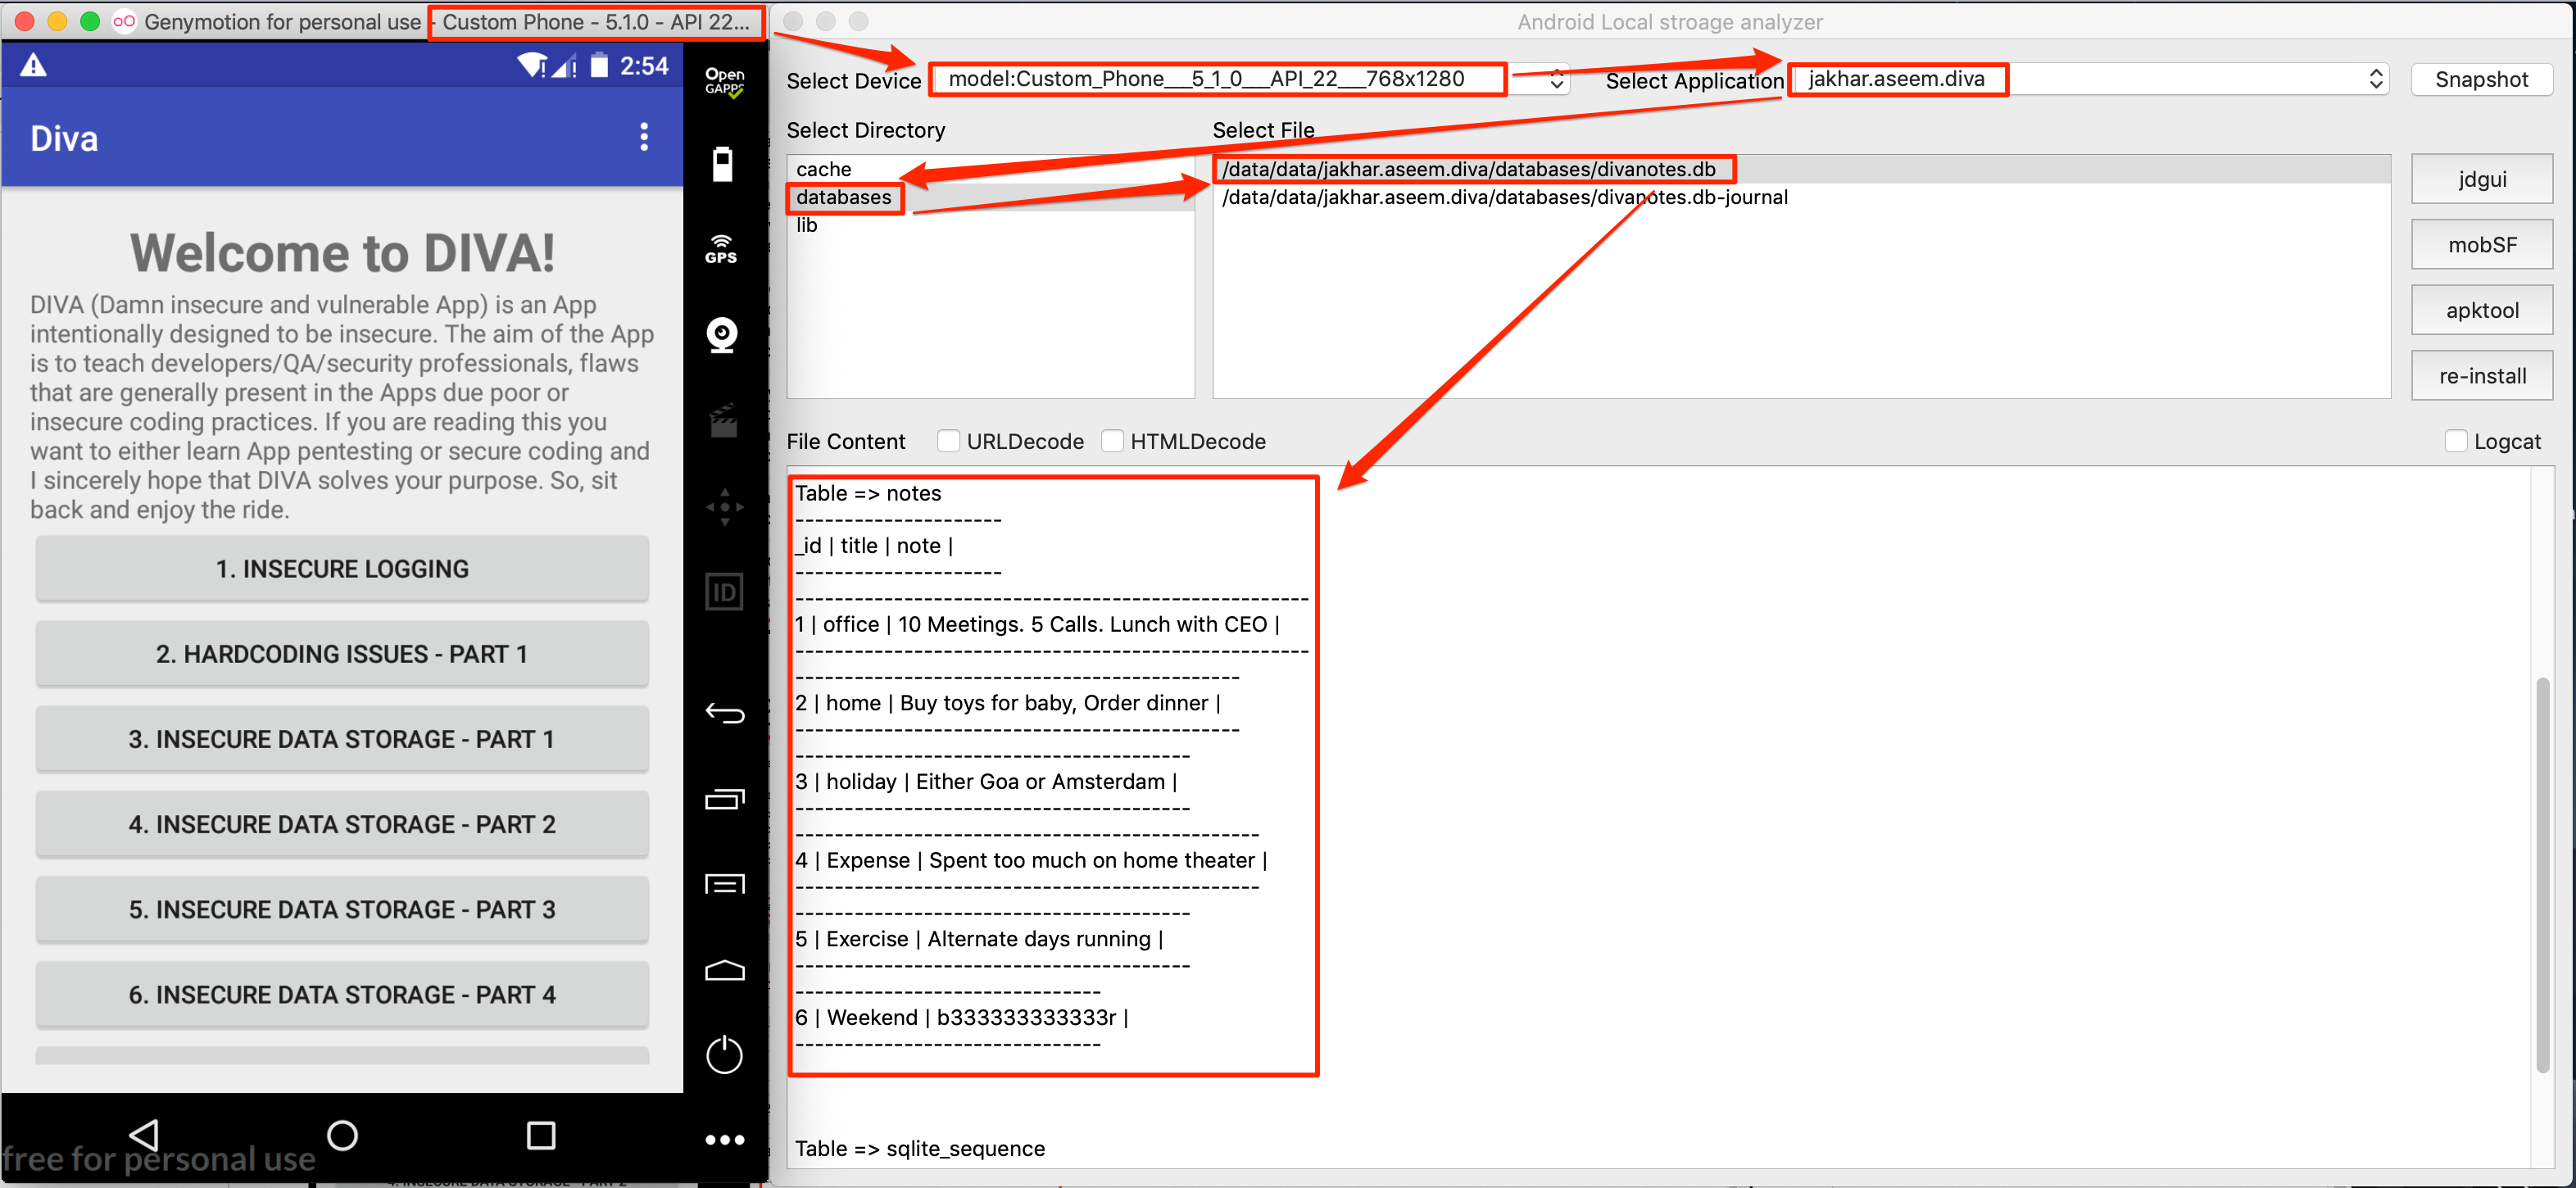 Genymotion for personal use - Custom Phone - 5.1.0 - API 22...
2:54
Open
GAPPS
Diva
GPS
Welcome to DIVA!
DIVA (Damn insecure and vulnerable App) is an App
intentionally designed to be insecure. The aim of the App
is to teach developers/QA/security professionals, flaws
that are generally present in the Apps due poor or
insecure coding practices. If you are reading this you
want to either learn App pentesting or secure coding and
I sincerely hope that DIVA solves your purpose. So, sit
back and enjoy the ride.
1. INSECURE LOGGING
ID
2. HARDCODING ISSUES - PART 1
3. INSECURE DATA STORAGE - PART 1
4. INSECURE DATA STORAGE - PART 2
5. INSECURE DATA STORAGE - PART 3
6. INSECURE DATA STORAGE - PART 4
free for personal use
4. INSECURE DATA STORAGE - PART 2
Android Local stroage analyzer
Select Device model:Custom_Phone___5_1_0___API_22___768x1280 Select Application jakhar.aseem.diva Snapshot
Select Directory
cache
databases
lib
Select File
/data/data/jakhar.aseem.diva/databases/divanotes.db
/data/data/jakhar.aseem.diva/databases/divanotes.db-journal
jdgui
mobSF
apktool
re-install
File Content URLDecode HTMLDecode Logcat
Table => notes
---------------------
_id | title | note |
---------------------
----------------------------------------------------
1 | office | 10 Meetings. 5 Calls. Lunch with CEO |
----------------------------------------------------
---------------------------------------------
2 | home | Buy toys for baby, Order dinner |
---------------------------------------------
----------------------------------------
3 | holiday | Either Goa or Amsterdam |
----------------------------------------
-----------------------------------------------
4 | Expense | Spent too much on home theater |
-----------------------------------------------
----------------------------------------
5 | Exercise | Alternate days running |
----------------------------------------
-------------------------------
6 | Weekend | b333333333333r |
-------------------------------
Table => sqlite_sequence